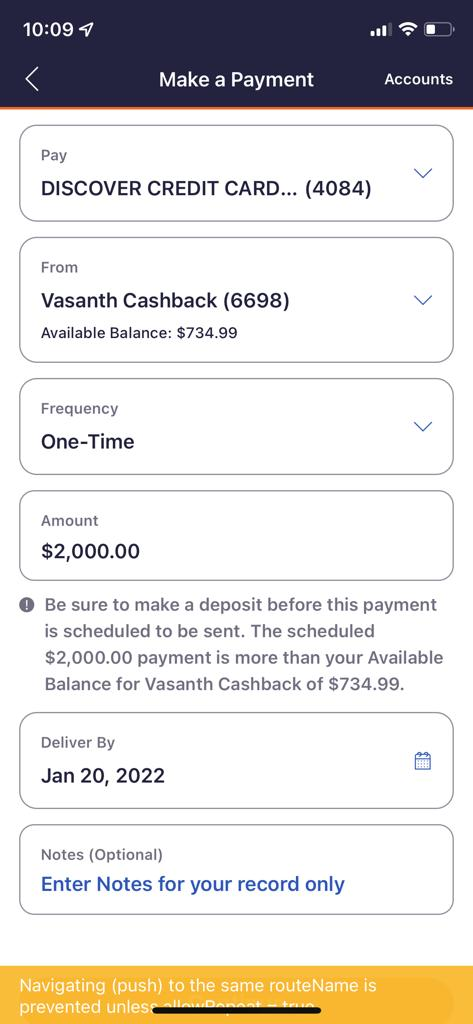 10:09
Make a Payment
Accounts
Pay
DISCOVER CREDIT CARD... (4084)
From
Vasanth Cashback (6698)
Available Balance: $734.99
Frequency
One-Time
Amount
$2,000.00
Be sure to make a deposit before this payment
is scheduled to be sent. The scheduled
$2,000.00 payment is more than your Available
Balance for Vasanth Cashback of $734.99.
Deliver By
Jan 20, 2022
Notes (Optional)
Enter Notes for your record only
Navigating (push) to the same routeName is
prevented unless allowRepeat = true